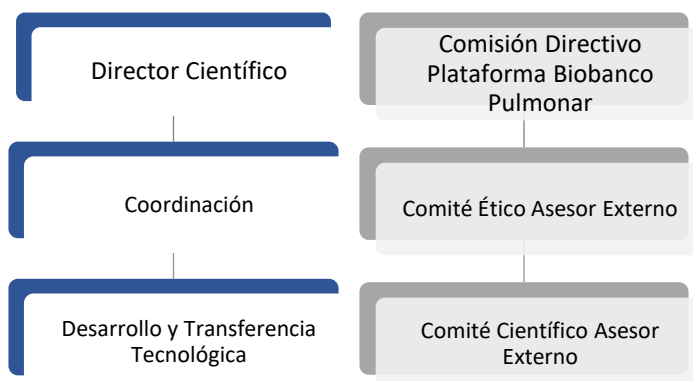 Director Científico
Coordinación
Desarrollo y Transferencia
Tecnológica
Comisión Directivo
Plataforma Biobanco
Pulmonar
Comité Ético Asesor Externo
Comité Científico Asesor
Externo